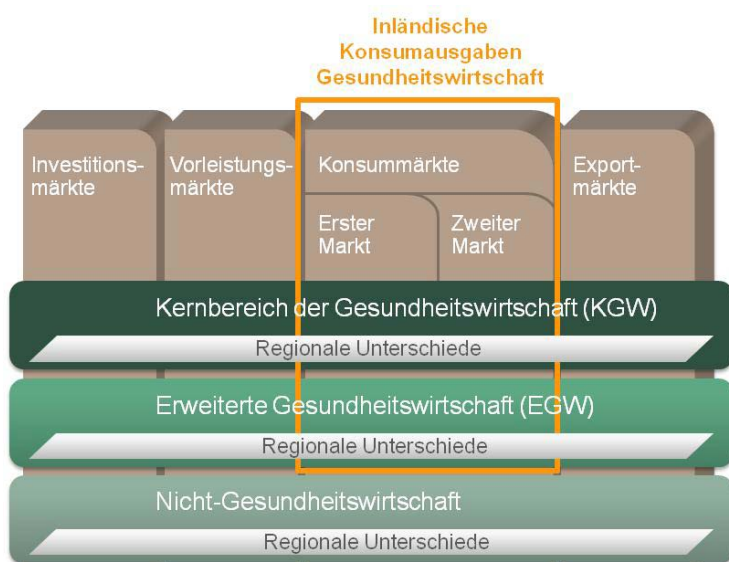 Inländische
Konsumausgaben
Gesundheitswirtschaft
Investitions-
märkte
Vorleistungs-
märkte
Konsummärkte
Erster
Markt
Zweiter
Markt
Export-
märkte
Kernbereich der Gesundheitswirtschaft (KGW)
Regionale Unterschiede
Erweiterte Gesundheitswirtschaft (EGW)
Regionale Unterschiede
Nicht-Gesundheitswirtschaft
Regionale Unterschiede